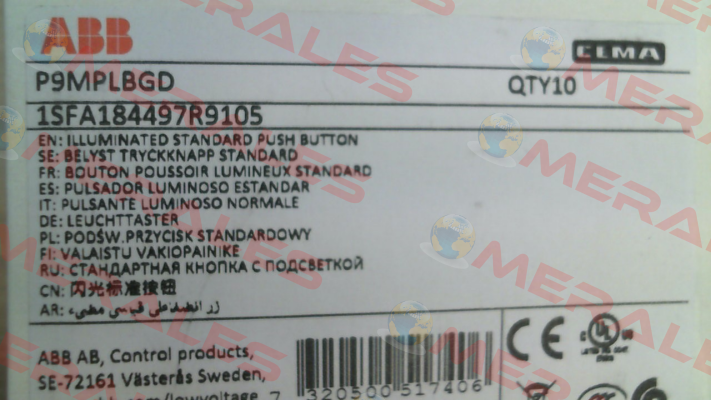 ABB
CEMA
P9MPLBGD QTY10
1SFA184497R9105
EN: ILLUMINATED STANDARD PUSH BUTTON
SE: BELYST TRYCKKNAPP STANDARD
FR: BOUTON POUSSOIR LUMINEUX STANDARD
ES: PULSADOR LUMINOSO ESTANDAR
IT: PULSANTE LUMINOSO NORMALE
DE: LEUCHTTASTER
PL: PODŚW.PRZYCISK STANDARDOWY
FI: VALAISTU VAKIOPAINIKE
RU: СТАНДАРТНАЯ КНОПКА С ПОДСВЕТКОЙ
CN: 闪光标准按钮
AR:
ABB AB, Control products,
SE-72161 Västerås Sweden,
7 320500 517406
CE
UL
MERALES